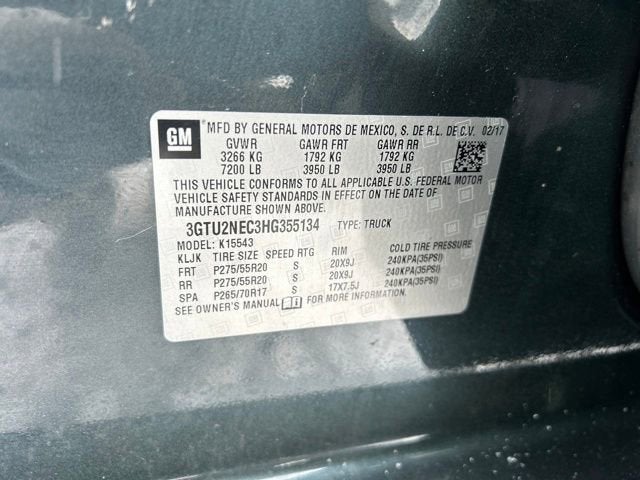 GM MFD BY GENERAL MOTORS DE MEXICO, S. DE R.L. DE C.V. 02/17
GVWR GAWR FRT GAWR RR
3266 KG 1792 KG 1792 KG
7200 LB 3950 LB 3950 LB
THIS VEHICLE CONFORMS TO ALL APPLICABLE U.S. FEDERAL MOTOR
VEHICLE SAFETY STANDARDS IN EFFECT ON THE DATE OF
MANUFACTURE SHOWN ABOVE.
3GTU2NEC3HG355134 TYPE: TRUCK
MODEL: K15543
KLJK TIRE SIZE SPEED RTG RIM COLD TIRE PRESSURE
FRT P275/55R20 S 20X9J 240KPA(35PSI)
RR P275/55R20 S 20X9J 240KPA(35PSI)
SPA P265/70R17 S 17X7.5J 240KPA(35PSI)
SEE OWNER'S MANUAL FOR MORE INFORMATION.